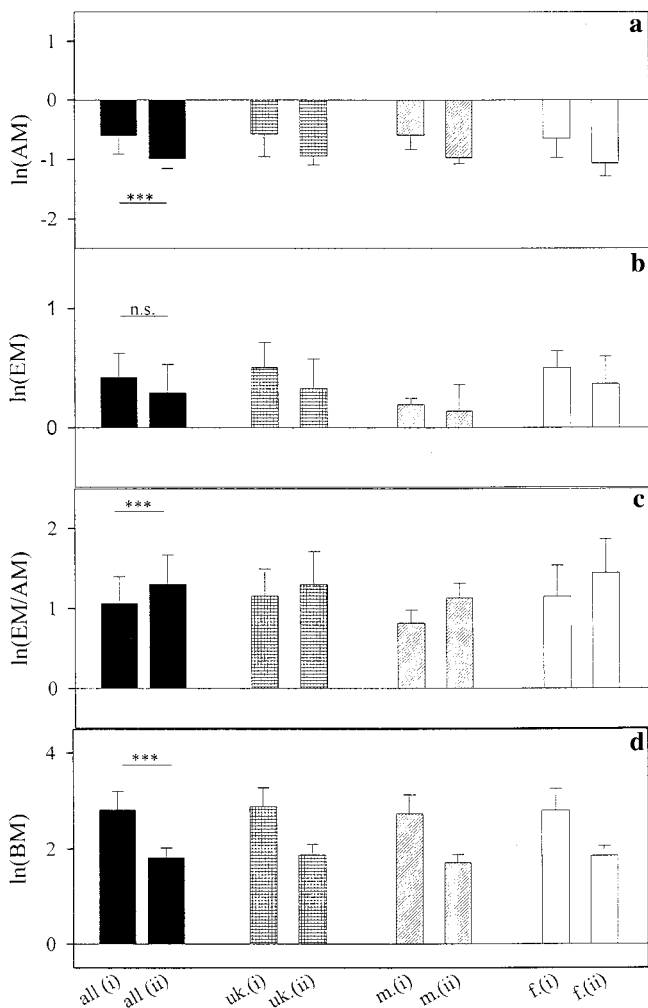 a
1
0
-1
-2
ln(AM)
***
b
1
0
ln(EM)
n.s.
c
2
1
0
ln(EM/AM)
***
d
4
2
0
ln(BM)
***
all (i)
all (ii)
uk.(i)
uk.(ii)
m.(i)
m.(ii)
f.(i)
f.(ii)